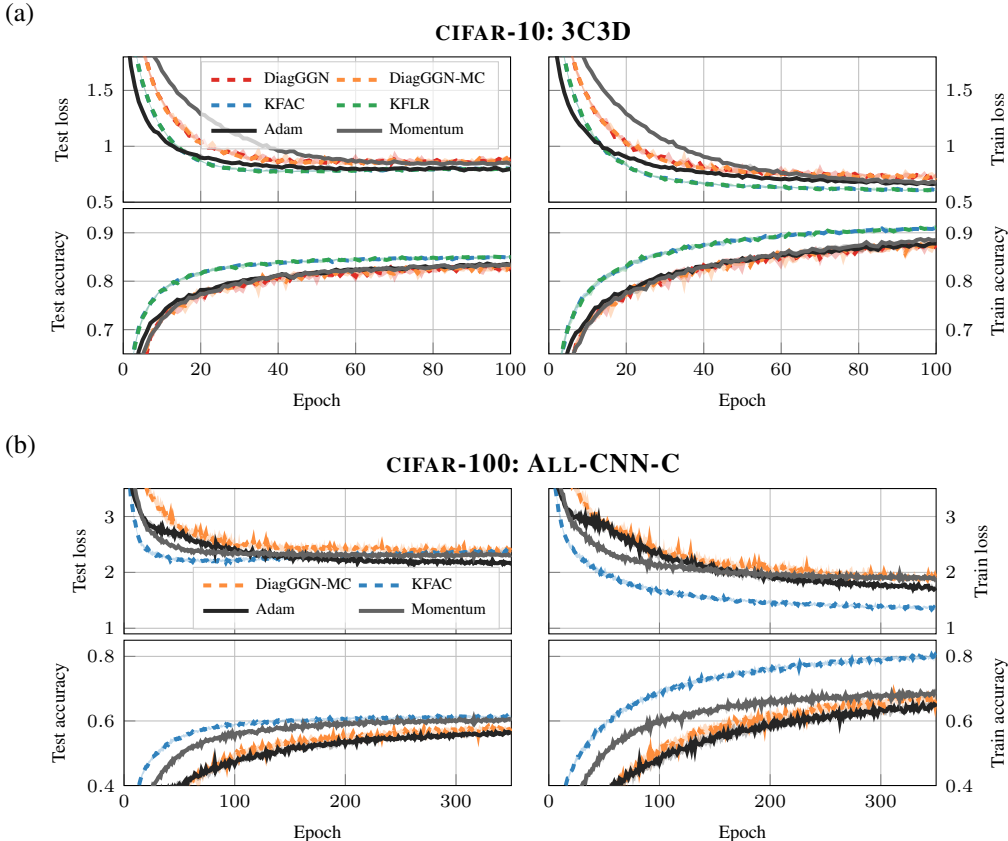 (a)
CIFAR-10: 3C3D
Test loss
1.5
1
0.5
DiagGGN
DiagGGN-MC
KFAC
KFLR
Adam
Momentum
1.5
1
0.5
Train loss
Test accuracy
0.9
0.8
0.7
0.9
0.8
0.7
Train accuracy
0 20 40 60 80 100
0 20 40 60 80 100
Epoch
Epoch
(b)
CIFAR-100: ALL-CNN-C
Test loss
3
2
1
DiagGGN-MC
KFAC
Adam
Momentum
3
2
1
Train loss
Test accuracy
0.8
0.6
0.4
0.8
0.6
0.4
Train accuracy
0 100 200 300
0 100 200 300
Epoch
Epoch